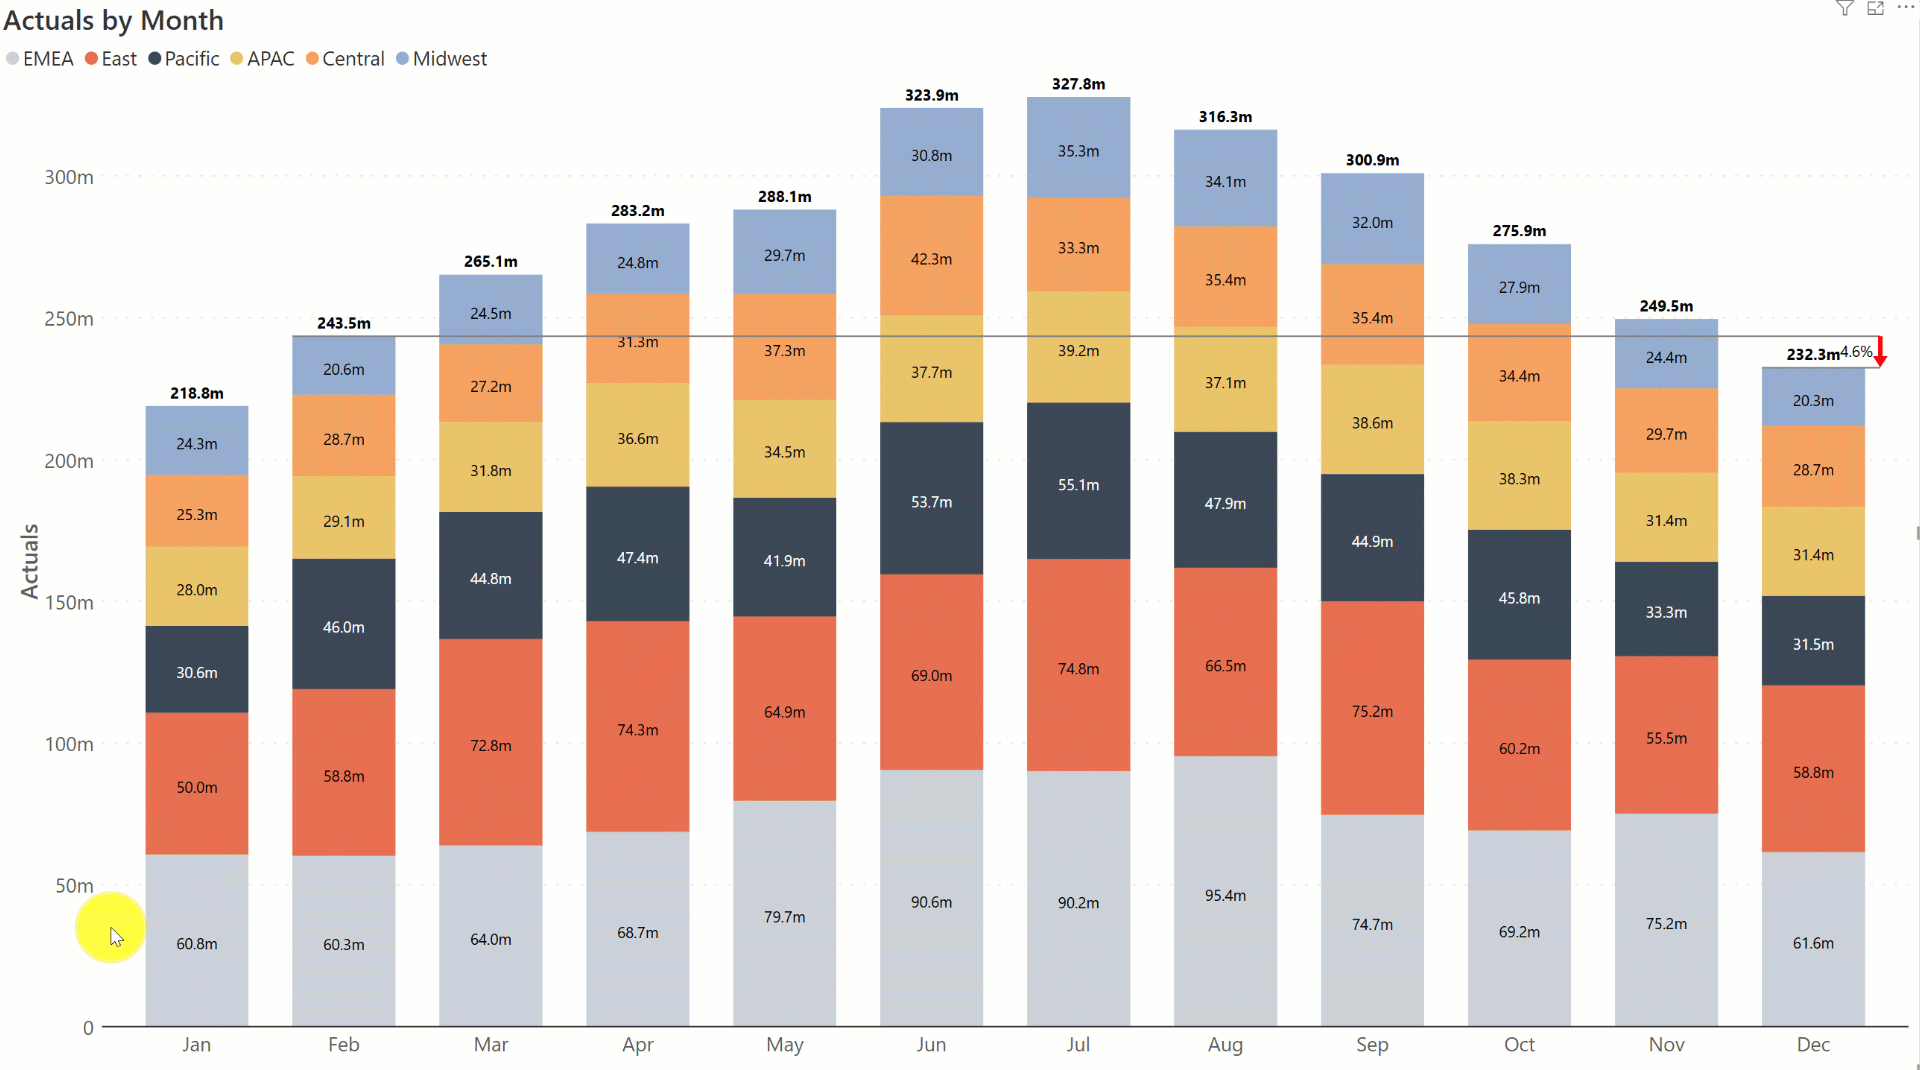 Actuals by Month
EMEA East Pacific APAC Central Midwest
327.8m
323.9m
316.3m
300.9m
288.1m
283.2m
275.9m
265.1m
249.5m
243.5m
232.3m
-4.6%
218.8m
Actuals
300m
250m
200m
150m
100m
50m
0
24.3m
25.3m
28.0m
30.6m
50.0m
60.8m
20.6m
28.7m
29.1m
46.0m
58.8m
60.3m
24.5m
27.2m
31.8m
44.8m
72.8m
64.0m
24.8m
31.3m
36.6m
47.4m
74.3m
68.7m
29.7m
37.3m
34.5m
41.9m
64.9m
79.7m
30.8m
42.3m
37.7m
53.7m
69.0m
90.6m
35.3m
33.3m
39.2m
55.1m
74.8m
90.2m
34.1m
35.4m
37.1m
47.9m
66.5m
95.4m
32.0m
35.4m
38.6m
44.9m
75.2m
74.7m
27.9m
34.4m
38.3m
45.8m
60.2m
69.2m
24.4m
29.7m
31.4m
33.3m
55.5m
75.2m
20.3m
28.7m
31.4m
31.5m
58.8m
61.6m
Jan Feb Mar Apr May Jun Jul Aug Sep Oct Nov Dec